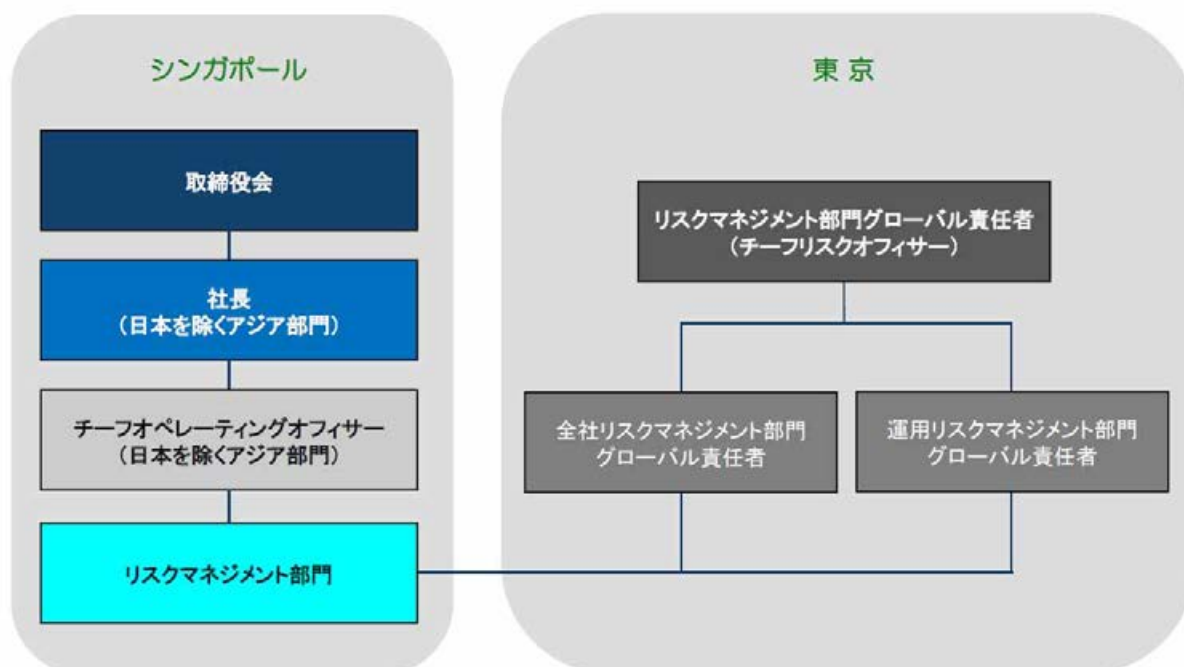 シンガポール
取締役会
社長
(日本を除くアジア部門)
チーフオペレーティングオフィサー
(日本を除くアジア部門)
リスクマネジメント部門
東京
リスクマネジメント部門グローバル責任者
(チーフリスクオフィサー)
全社リスクマネジメント部門
グローバル責任者
運用リスクマネジメント部門
グローバル責任者